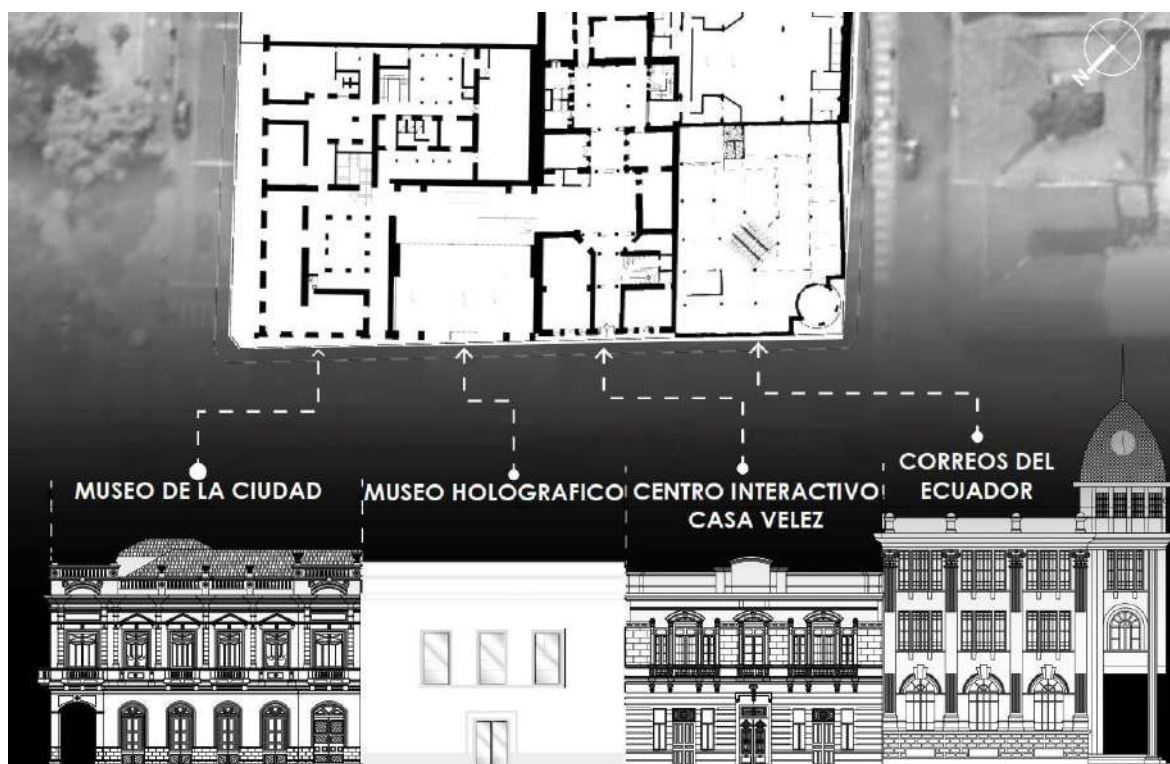 N
MUSEO DE LA CIUDAD
MUSEO HOLOGRAFICO
CENTRO INTERACTIVO
CASA VELEZ
CORREOS DEL
ECUADOR